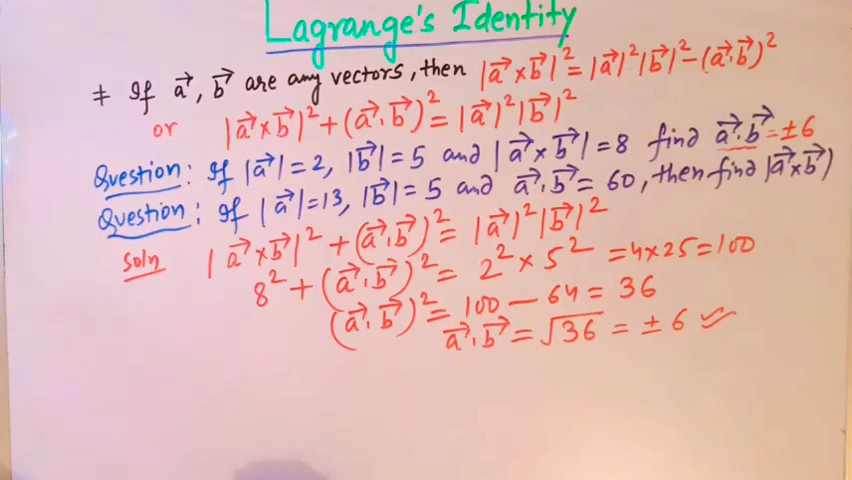 Lagrange's Identity
# If a⃗, b⃗ are any vectors, then |a⃗×b⃗|² = |a⃗|²|b⃗|² − (a⃗.b⃗)²
or |a⃗×b⃗|² + (a⃗.b⃗)² = |a⃗|²|b⃗|²
Question: If |a⃗|=2, |b⃗|=5 and |a⃗×b⃗|=8 find a⃗.b⃗=±6
Question: If |a⃗|=13, |b⃗|=5 and a⃗.b⃗=60, then find |a⃗×b⃗|
Soln |a⃗×b⃗|² + (a⃗.b⃗)² = |a⃗|²|b⃗|²
8² + (a⃗.b⃗)² = 2² × 5² = 4×25=100
(a⃗.b⃗)² = 100 − 64 = 36
a⃗.b⃗ = √36 = ±6